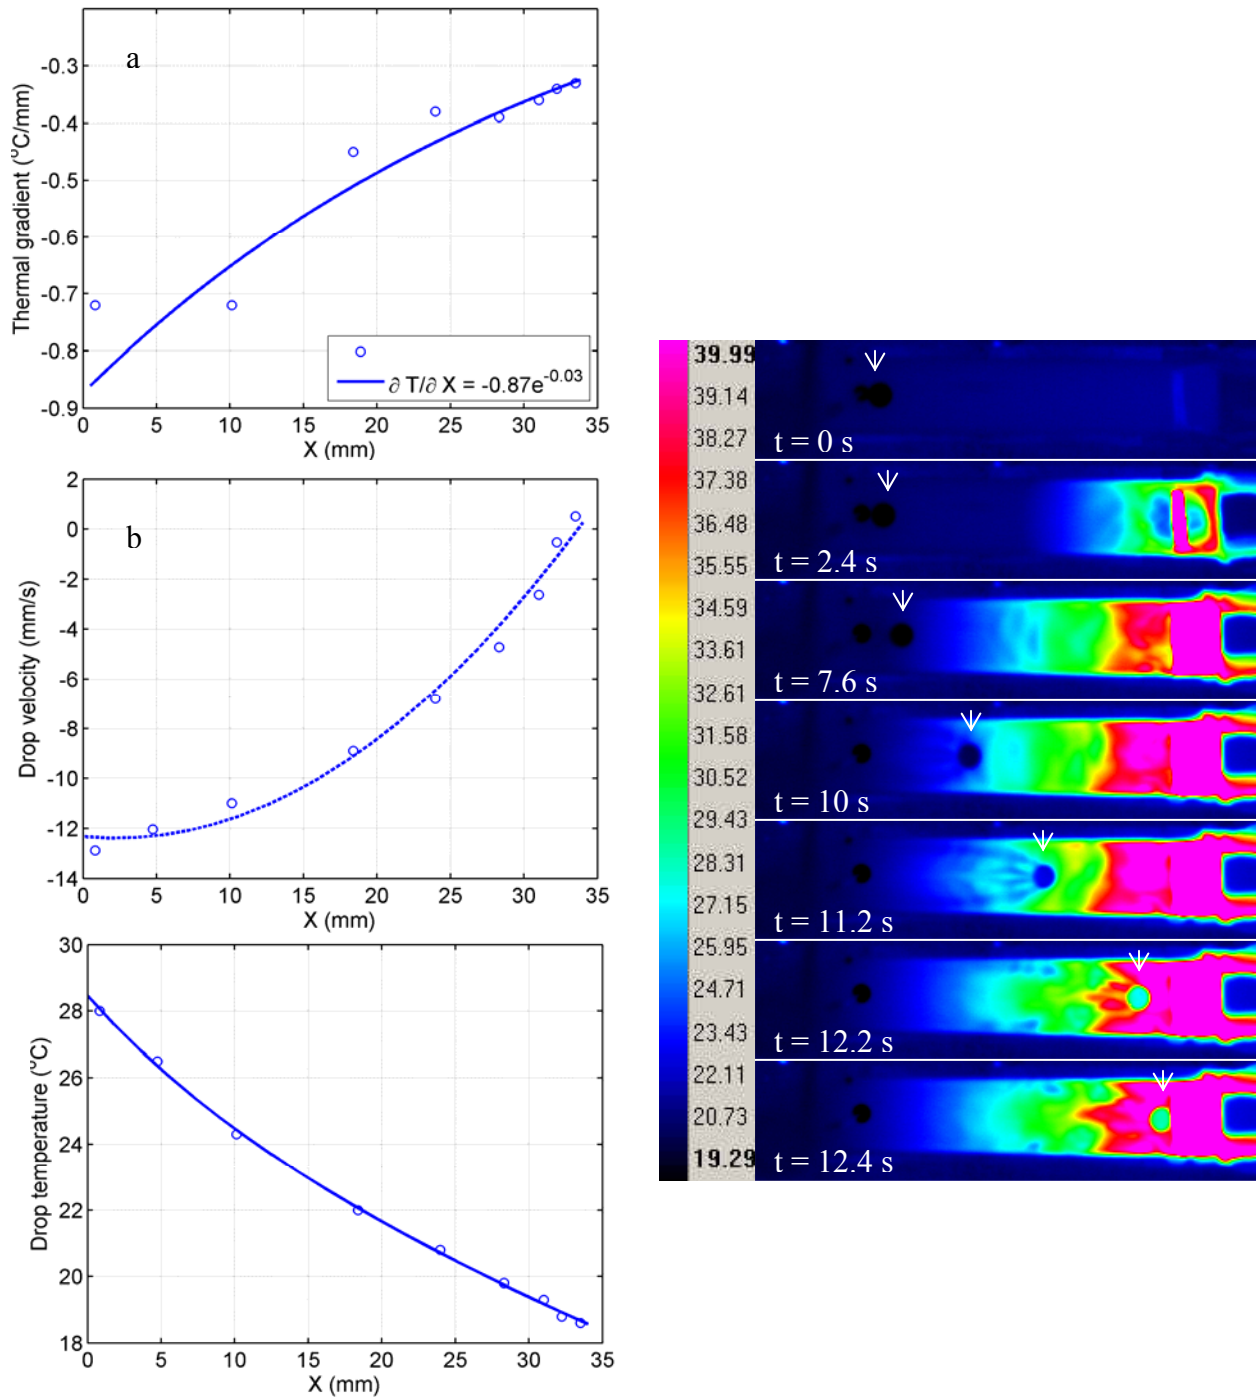 a
-0.3
-0.4
-0.5
-0.6
-0.7
-0.8
-0.9
Thermal gradient (°C/mm)
∂ T/∂ X = -0.87e-0.03
0 5 10 15 20 25 30 35
X (mm)
b
2
0
-2
-4
-6
-8
-10
-12
-14
Drop velocity (mm/s)
0 5 10 15 20 25 30 35
X (mm)
30
28
26
24
22
20
18
Drop temperature (°C)
0 5 10 15 20 25 30 35
X (mm)
39.99
39.14
38.27
37.38
36.48
35.55
34.59
33.61
32.61
31.58
30.52
29.43
28.31
27.15
25.95
24.71
23.43
22.11
20.73
19.29
t = 0 s
t = 2.4 s
t = 7.6 s
t = 10 s
t = 11.2 s
t = 12.2 s
t = 12.4 s